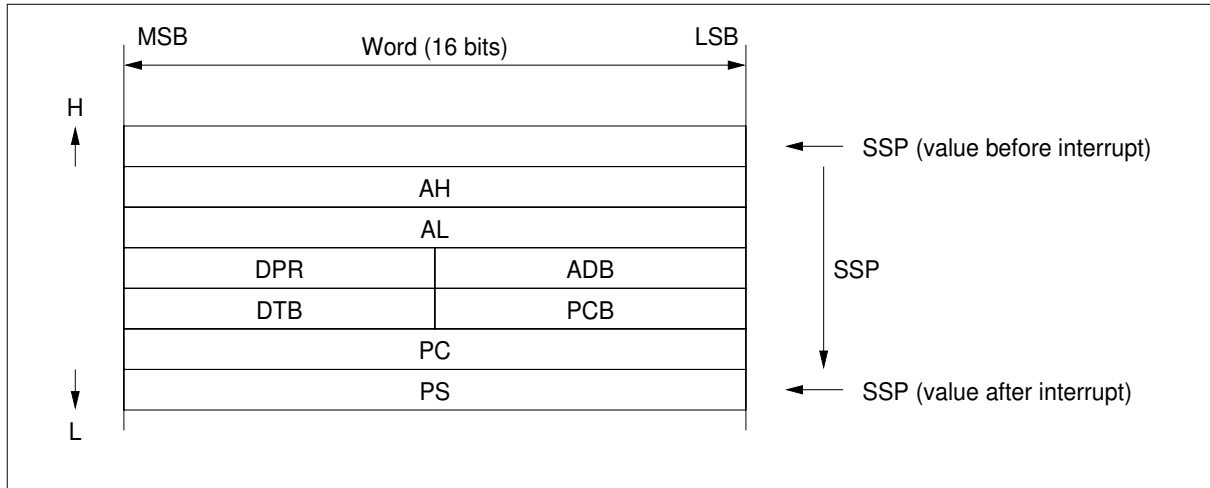 MSB LSB
Word (16 bits)
H
SSP (value before interrupt)
AH
AL
DPR ADB SSP
DTB PCB
PC
PS SSP (value after interrupt)
L